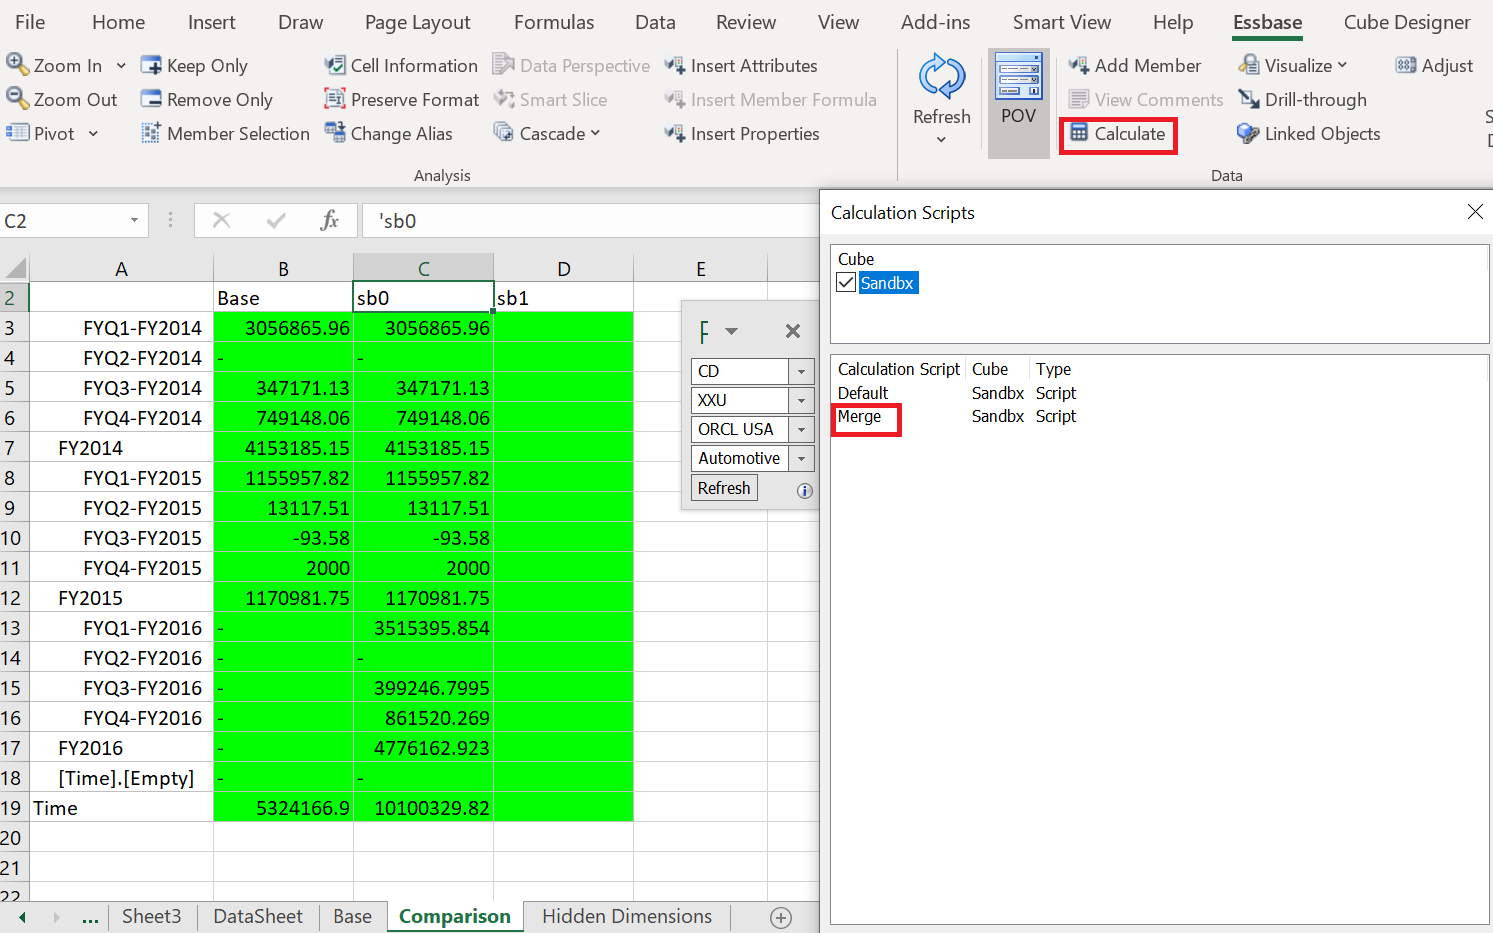 File Home Insert Draw Page Layout Formulas Data Review View Add-ins Smart View Help Essbase Cube Designer
Zoom In Keep Only Cell Information Data Perspective Insert Attributes Add Member Visualize Adjust
Zoom Out Remove Only Preserve Format Smart Slice Insert Member Formula View Comments Drill-through
Pivot Member Selection Change Alias Cascade Insert Properties Refresh POV Calculate Linked Objects
Analysis Data
C2 fx 'sb0
Calculation Scripts
Cube
Sandbx
A B C D E
2 Base sb0 sb1
3 FYQ1-FY2014 3056865.96 3056865.96
4 FYQ2-FY2014 - -
5 FYQ3-FY2014 347171.13 347171.13
6 FYQ4-FY2014 749148.06 749148.06
7 FY2014 4153185.15 4153185.15
8 FYQ1-FY2015 1155957.82 1155957.82
9 FYQ2-FY2015 13117.51 13117.51
10 FYQ3-FY2015 -93.58 -93.58
11 FYQ4-FY2015 2000 2000
12 FY2015 1170981.75 1170981.75
13 FYQ1-FY2016 - 3515395.854
14 FYQ2-FY2016 - -
15 FYQ3-FY2016 - 399246.7995
16 FYQ4-FY2016 - 861520.269
17 FY2016 - 4776162.923
18 [Time].[Empty] - -
19 Time 5324166.9 10100329.82
20
21
22
CD
XXU
ORCL USA
Automotive
Refresh
Calculation Script Cube Type
Default Sandbx Script
Merge Sandbx Script
... Sheet3 DataSheet Base Comparison Hidden Dimensions